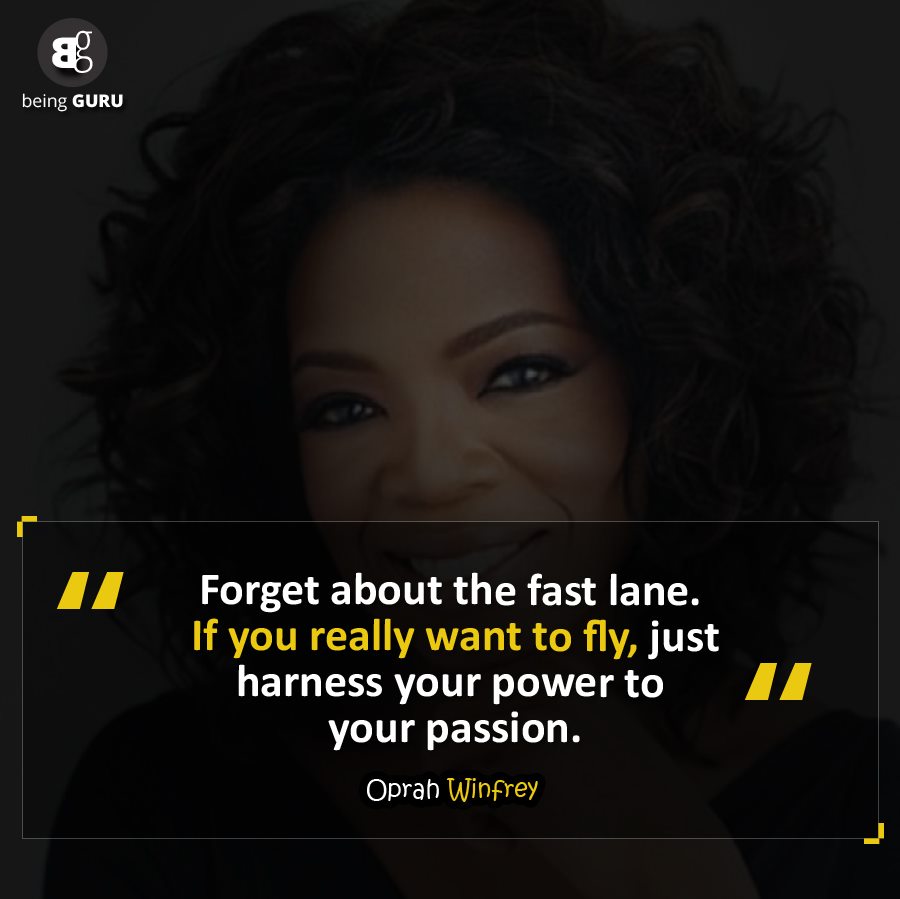 Bg
being GURU
“
Forget about the fast lane.
If you really want to fly, just
harness your power to
your passion.
"
Oprah Winfrey